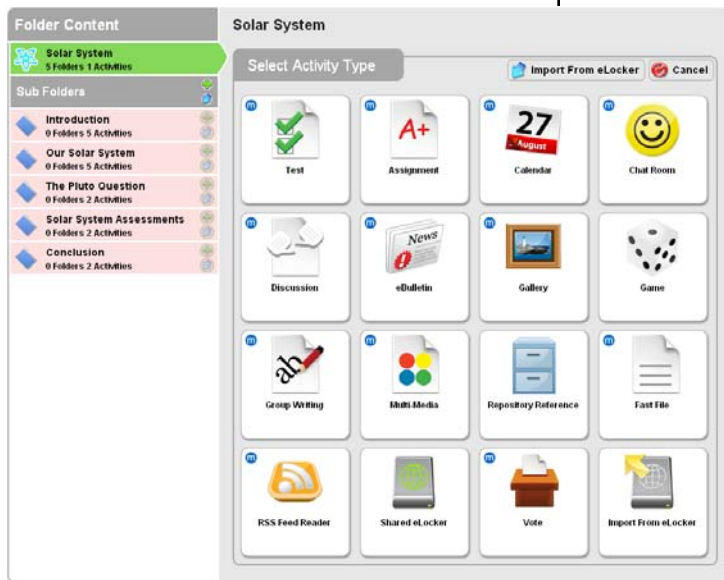 Folder Content
Solar System
5 Folders 1 Activities
Sub Folders
Introduction
0 Folders 5 Activities
Our Solar System
0 Folders 5 Activities
The Pluto Question
0 Folders 2 Activities
Solar System Assessments
0 Folders 2 Activities
Conclusion
0 Folders 2 Activities
Solar System
Select Activity Type
Import From eLocker
Cancel
m
Test
m
A+
Assignment
m
27
August
Calendar
m
Chat Room
m
Discussion
m
News
eBulletin
m
Gallery
Game
m
ab
Group Writing
m
Multi-Media
Repository Reference
m
Fast File
m
RSS Feed Reader
Shared eLocker
m
Vote
Import From eLocker